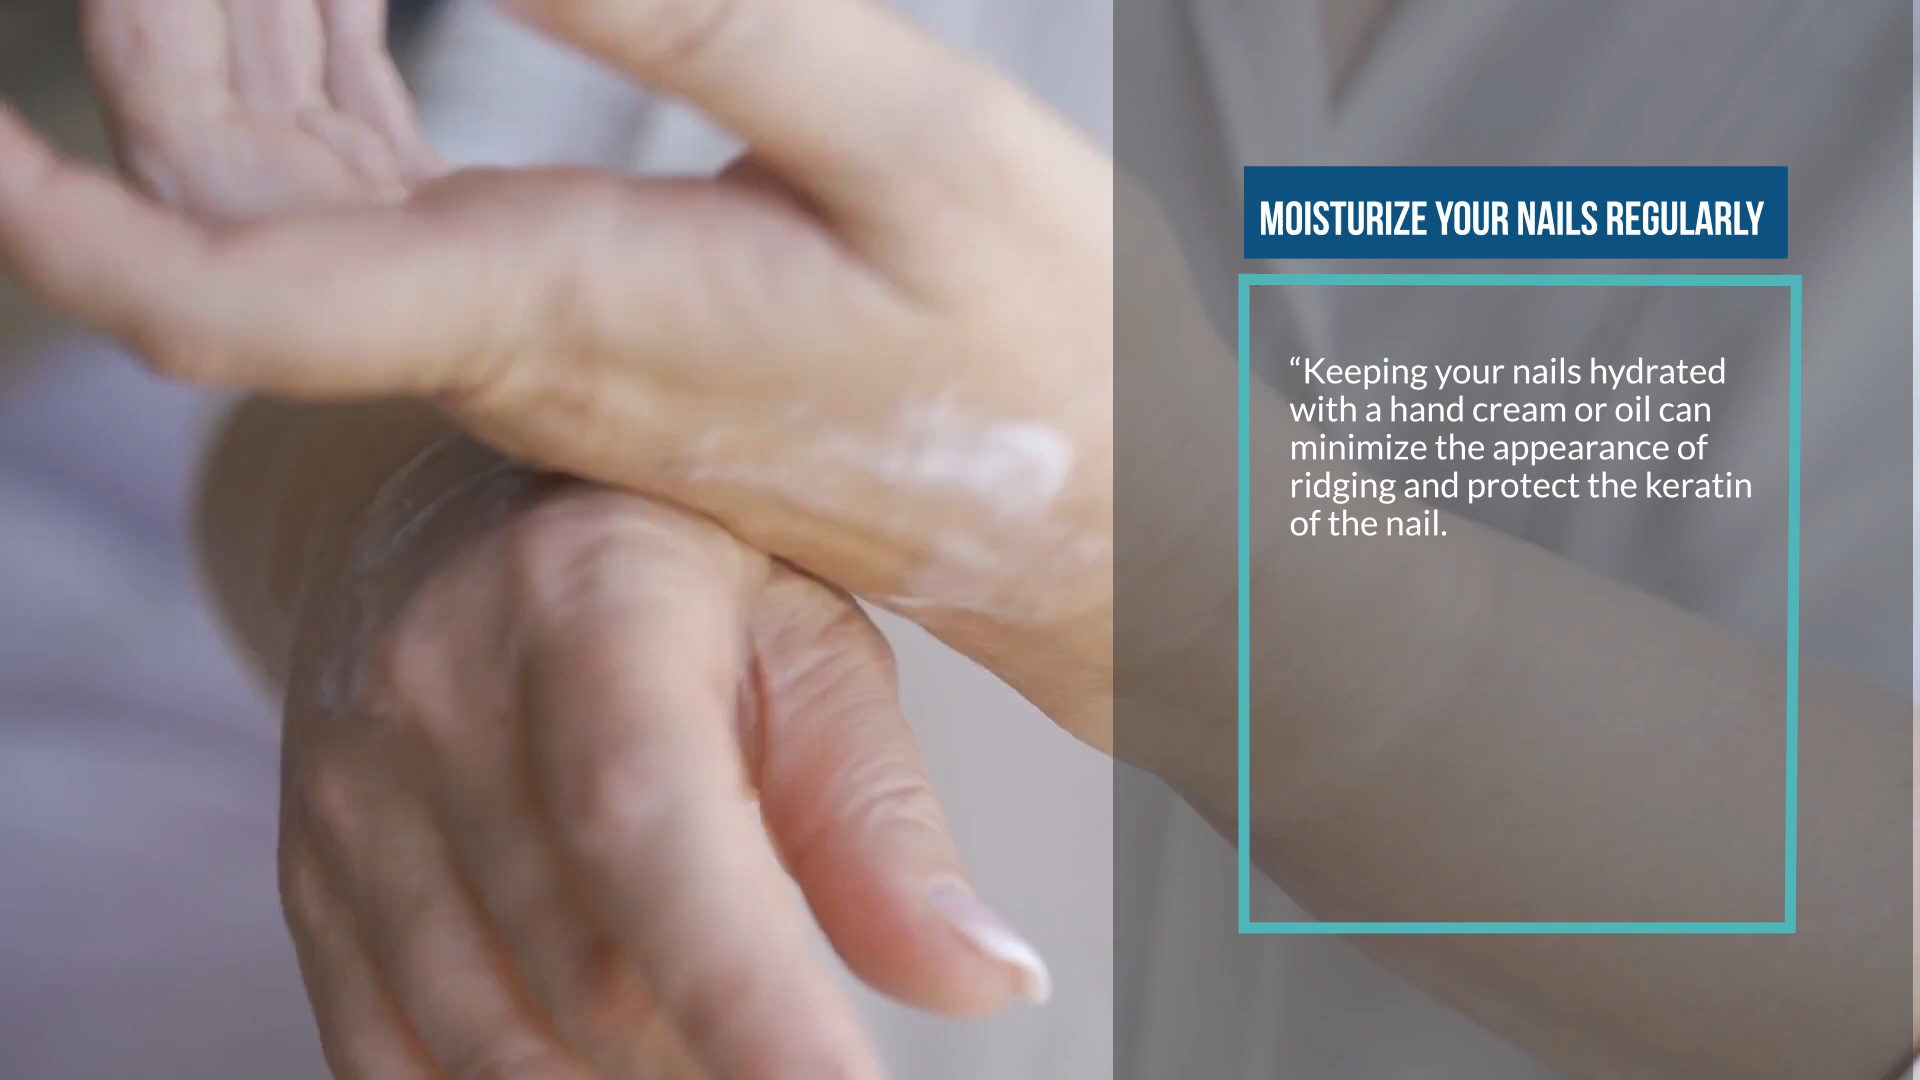 MOISTURIZE YOUR NAILS REGULARLY
“Keeping your nails hydrated
with a hand cream or oil can
minimize the appearance of
ridging and protect the keratin
of the nail.